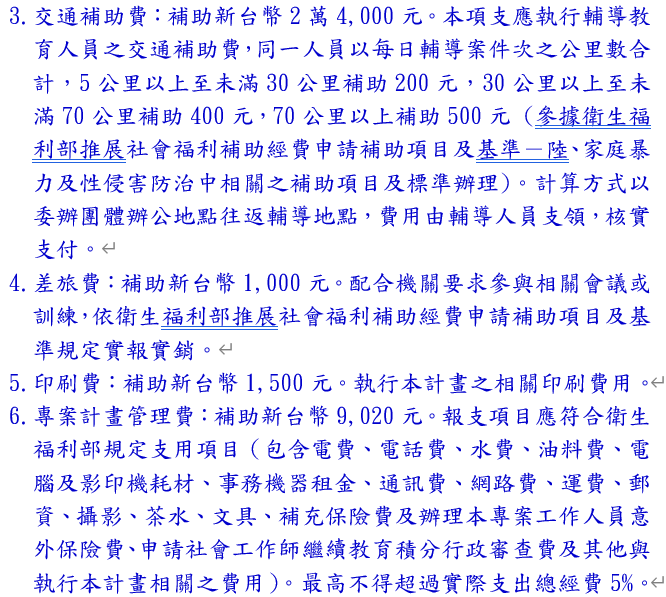 3. 交通補助費：補助新台幣 2 萬 4,000 元。本項支應執行輔導教
育人員之交通補助費，同一人員以每日輔導案件次之公里數合
計，5 公里以上至未滿 30 公里補助 200 元，30 公里以上至未
滿 70 公里補助 400 元，70 公里以上補助 500 元（參據衛生福
利部推展社會福利補助經費申請補助項目及基準－陸、家庭暴
力及性侵害防治中相關之補助項目及標準辦理）。計算方式以
委辦團體辦公地點往返輔導地點，費用由輔導人員支領，核實
支付。
4. 差旅費：補助新台幣 1,000 元。配合機關要求參與相關會議或
訓練，依衛生福利部推展社會福利補助經費申請補助項目及基
準規定實報實銷。
5. 印刷費：補助新台幣 1,500 元。執行本計畫之相關印刷費用。
6. 專案計畫管理費：補助新台幣 9,020 元。報支項目應符合衛生
福利部規定支用項目（包含電費、電話費、水費、油料費、電
腦及影印機耗材、事務機器租金、通訊費、網路費、運費、郵
資、攝影、茶水、文具、補充保險費及辦理本專案工作人員意
外保險費、申請社會工作師繼續教育積分行政審查費及其他與
執行本計畫相關之費用）。最高不得超過實際支出總經費 5%。